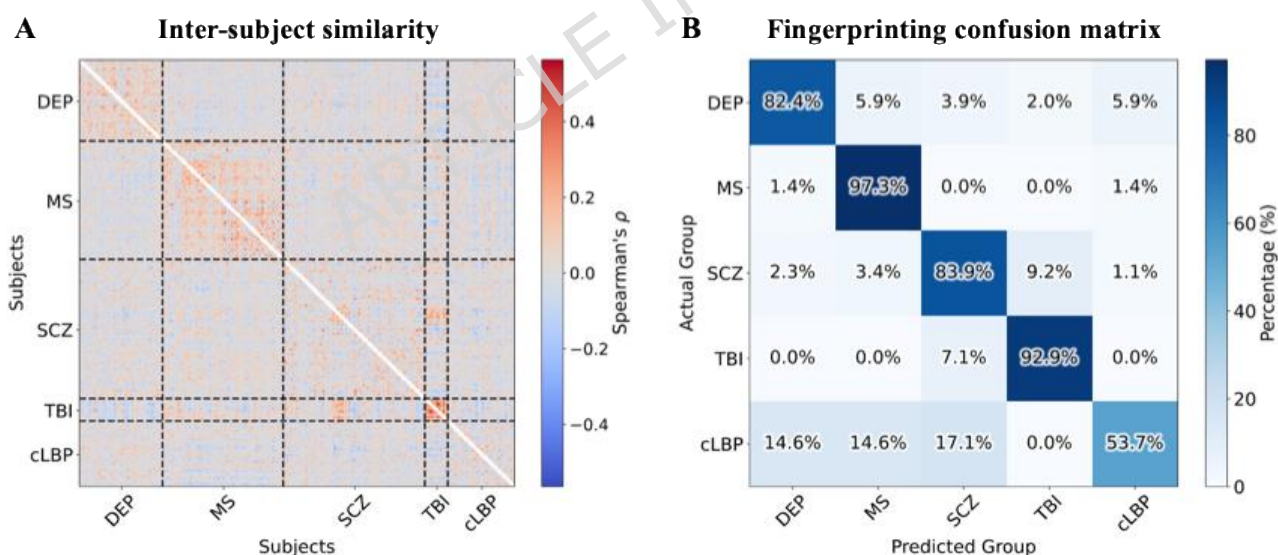 A
Inter-subject similarity
DEP
MS
SCZ
TBI
cLBP
Subjects
DEP
MS
SCZ
TBI
cLBP
Subjects
0.4
0.2
0.0
−0.2
−0.4
Spearman's ρ
B
Fingerprinting confusion matrix
Actual Group
DEP 82.4% 5.9% 3.9% 2.0% 5.9%
MS 1.4% 97.3% 0.0% 0.0% 1.4%
SCZ 2.3% 3.4% 83.9% 9.2% 1.1%
TBI 0.0% 0.0% 7.1% 92.9% 0.0%
cLBP 14.6% 14.6% 17.1% 0.0% 53.7%
DEP
MS
SCZ
TBI
cLBP
Predicted Group
80
60
40
20
0
Percentage (%)
ARTICLE